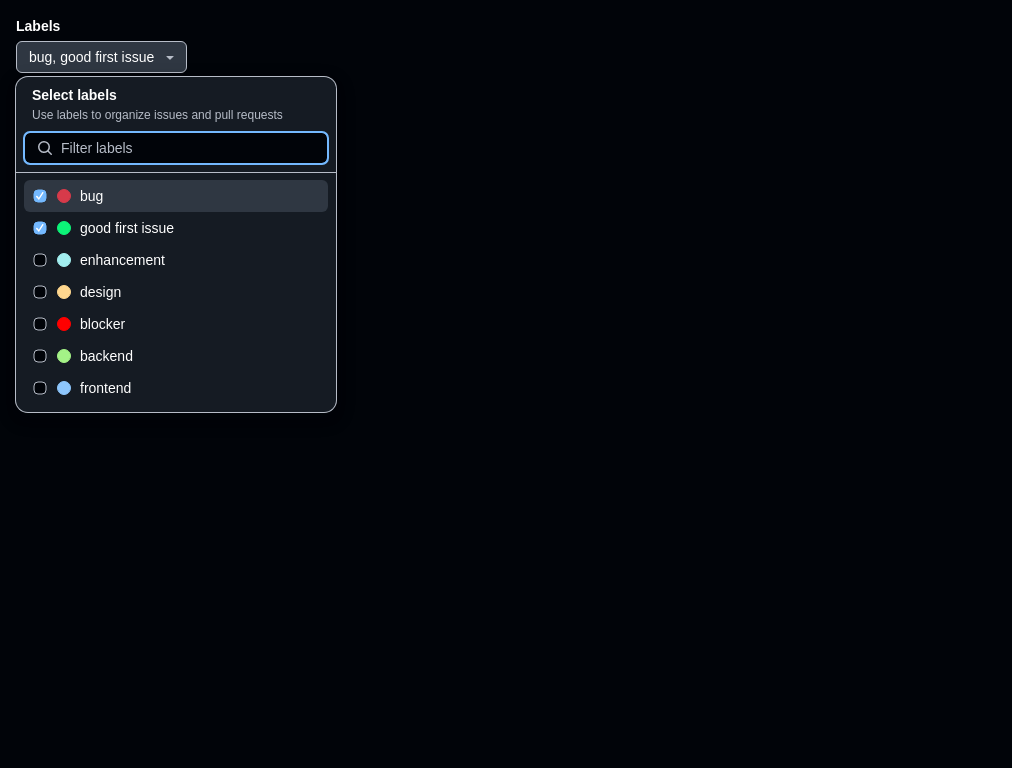 Labels
bug, good first issue
Select labels
Use labels to organize issues and pull requests
Filter labels
bug
good first issue
enhancement
design
blocker
backend
frontend